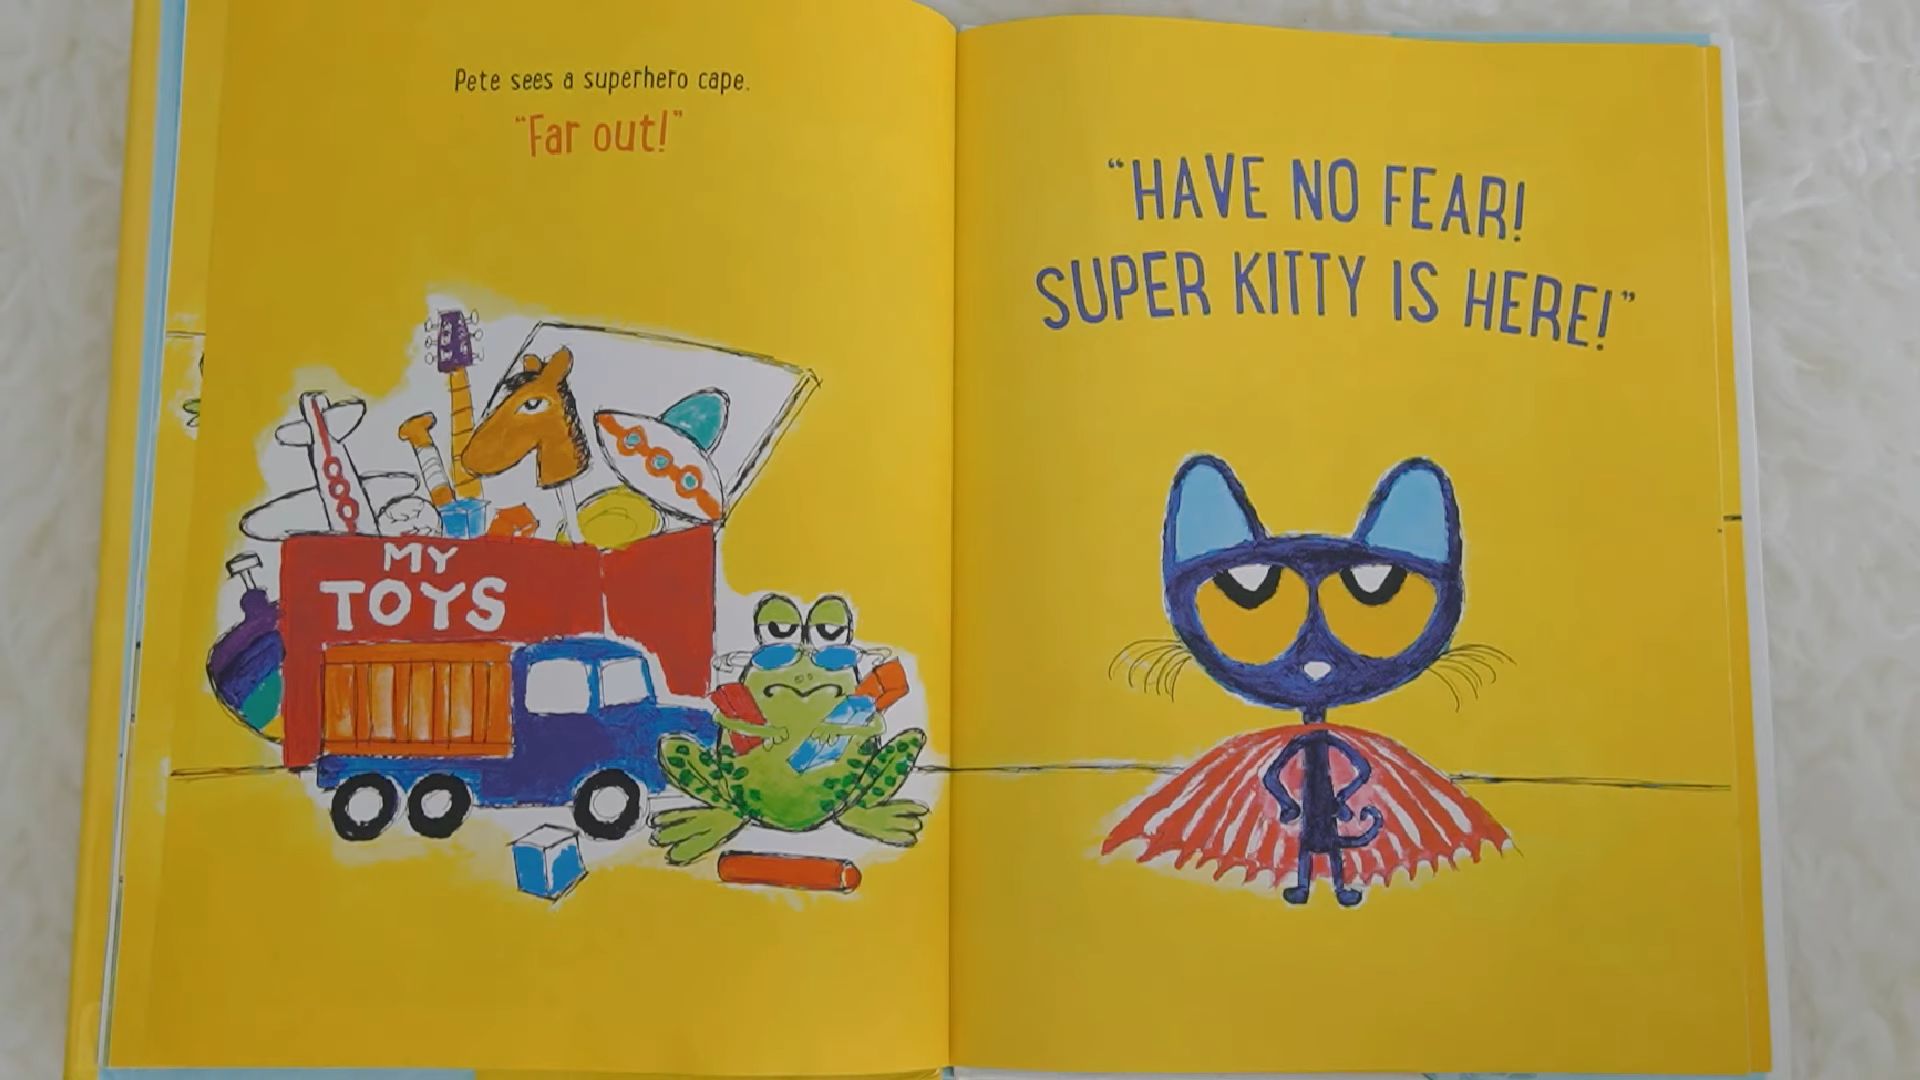 Pete sees a superhero cape.
“Far out!”
MY
TOYS
“HAVE NO FEAR!
SUPER KITTY IS HERE!”